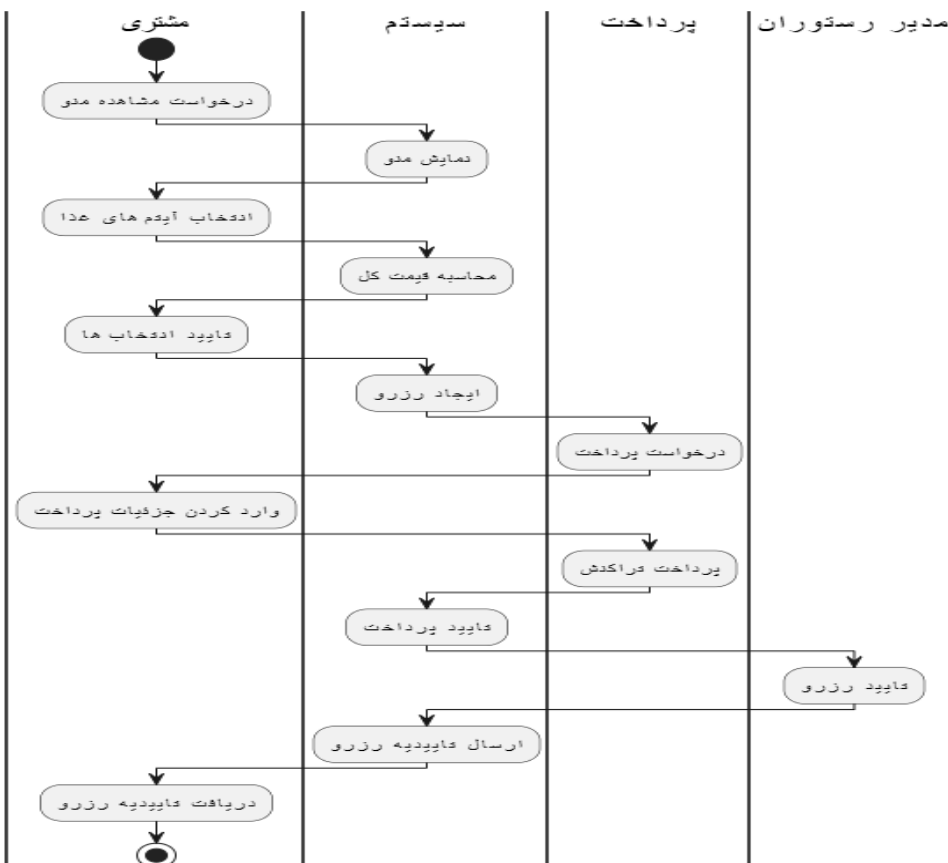 مشتری
سیستم
پرداخت
مدیر رستوران
درخواست مشاهده منو
نمایش منو
انتخاب آیتم های غذا
محاسبه قیمت کل
تایید انتخاب ها
ایجاد رزرو
درخواست پرداخت
وارد کردن جزئیات پرداخت
پرداخت تراکنش
تایید پرداخت
تایید رزرو
ارسال تاییدیه رزرو
دریافت تاییدیه رزرو